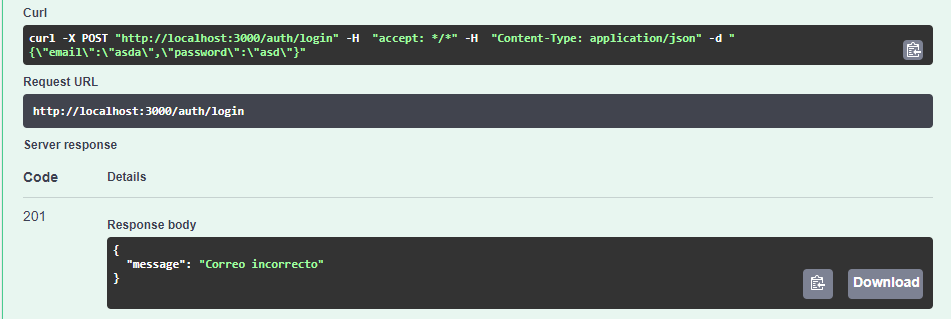 Curl
curl -X POST "http://localhost:3000/auth/login" -H  "accept: */*" -H  "Content-Type: application/json" -d "
{\"email\":\"asda\",\"password\":\"asd\"}"
Request URL
http://localhost:3000/auth/login
Server response
Code Details
201
Response body
{
  "message": "Correo incorrecto"
}
Download